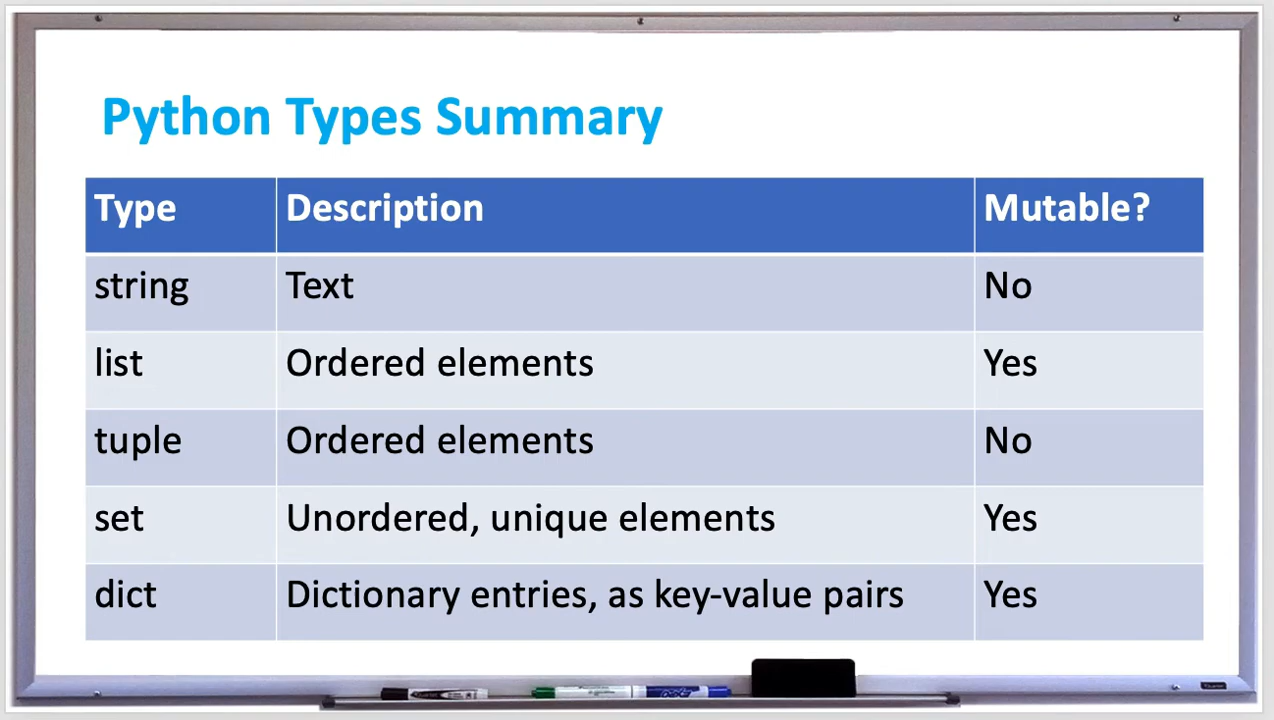 Python Types Summary
Type Description Mutable?
string Text No
list Ordered elements Yes
tuple Ordered elements No
set Unordered, unique elements Yes
dict Dictionary entries, as key-value pairs Yes